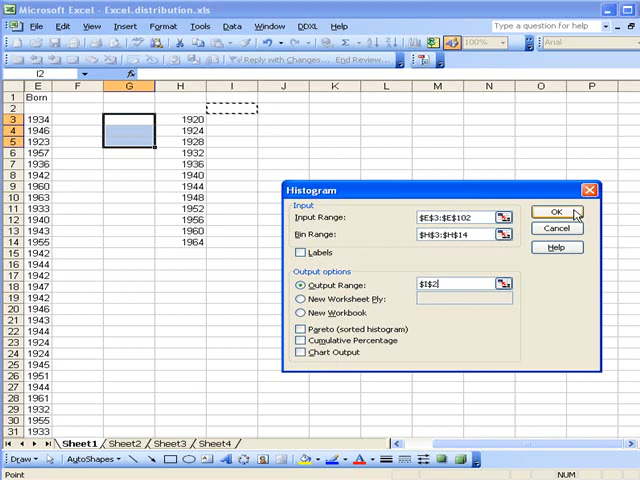 Microsoft Excel - Excel.distribution.xls
File Edit View Insert Format Tools Data Window DDXL Help Type a question for help
100% Arial
Reply with Changes... End Review...
I2 fx
E F G H I J K L M N O P
1 Born
2
3 1934 1920
4 1946 1924
5 1923 1928
6 1957 1932
7 1936 1936
8 1942 1940
9 1960 1944
10 1963 1948
11 1933 1952
12 1940 1956
13 1943 1960
14 1955 1964
15 1942
16 1942
17 1947
18 1942
19 1942
20 1942
21 1955
22 1944
23 1924
24 1924
25 1945
26 1951
27 1944
28 1961
29 1932
30 1955
31 1933
Histogram
Input
Input Range: $E$3:$E$102
Bin Range: $H$3:$H$14
Labels
OK
Cancel
Help
Output options
Output Range: $I$2
New Worksheet Ply:
New Workbook
Pareto (sorted histogram)
Cumulative Percentage
Chart Output
Sheet1 Sheet2 Sheet3 Sheet4
Draw AutoShapes
Point NUM